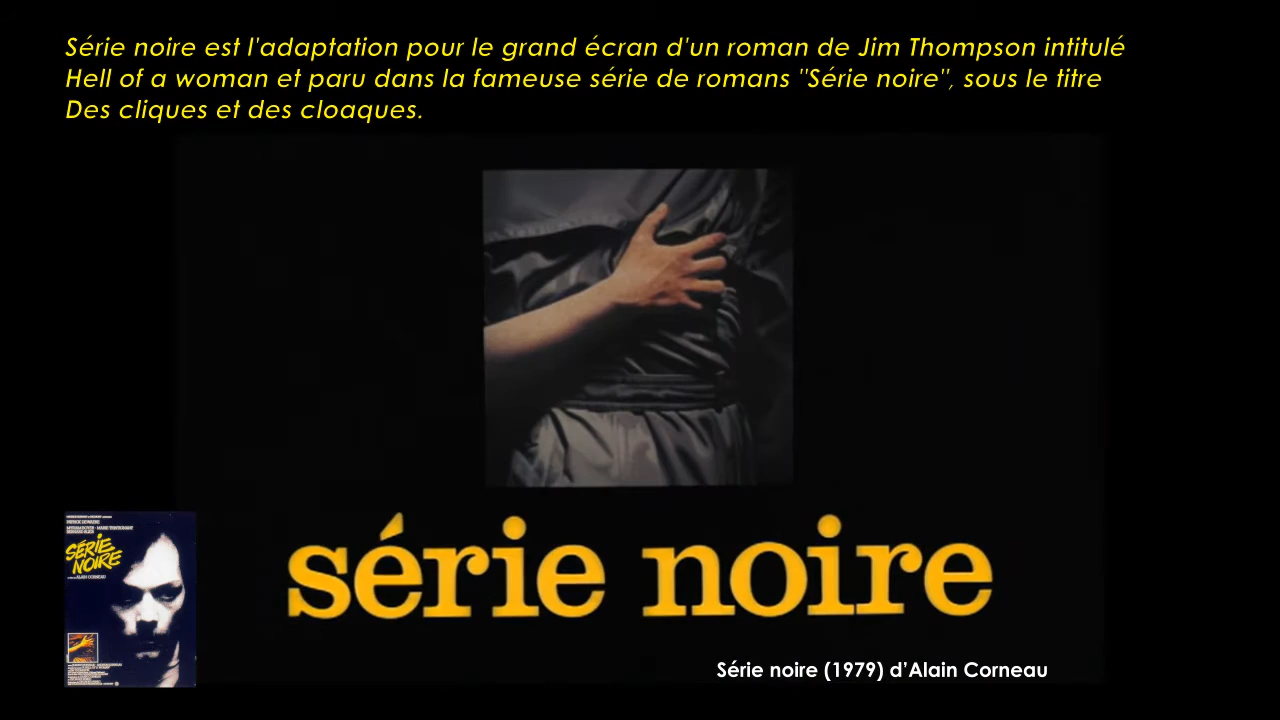 Série noire est l'adaptation pour le grand écran d'un roman de Jim Thompson intitulé
Hell of a woman et paru dans la fameuse série de romans "Série noire", sous le titre
Des cliques et des cloaques.
série noire
SÉRIE
NOIRE
ALAIN CORNEAU
Série noire (1979) d'Alain Corneau